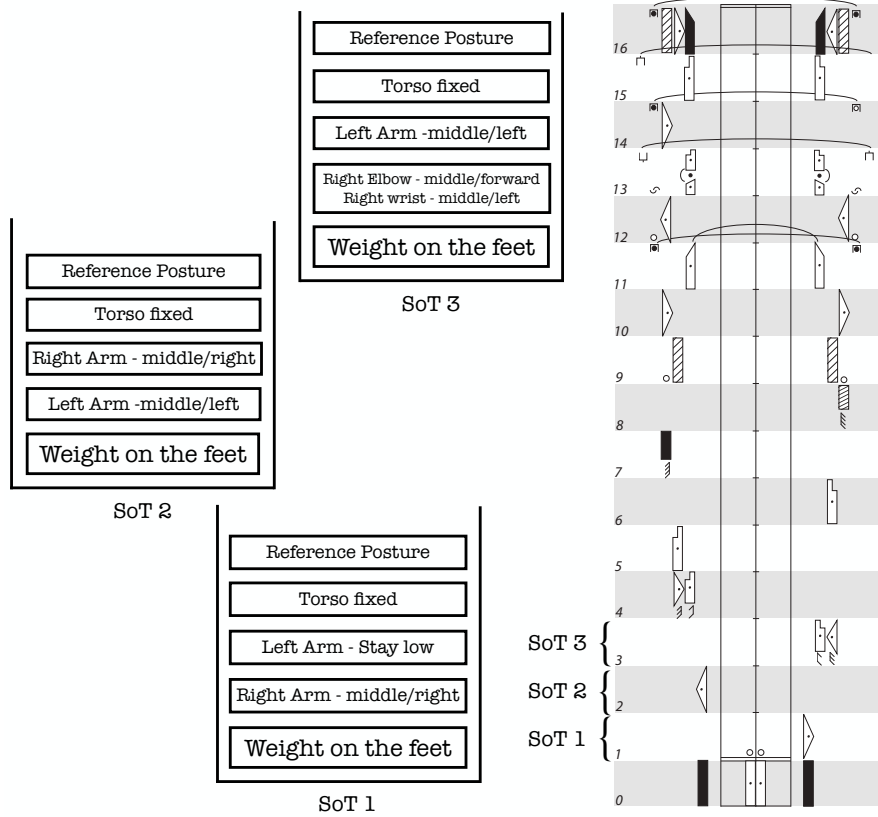 Reference Posture
Torso fixed
Left Arm -middle/left
Right Elbow - middle/forward
Right wrist - middle/left
Weight on the feet
SoT 3
Reference Posture
Torso fixed
Right Arm - middle/right
Left Arm -middle/left
Weight on the feet
SoT 2
Reference Posture
Torso fixed
Left Arm - Stay low
Right Arm - middle/right
Weight on the feet
SoT 1
16
15
14
13
12
11
10
9
8
7
6
5
4
SoT 3
3
SoT 2
2
SoT 1
1
0